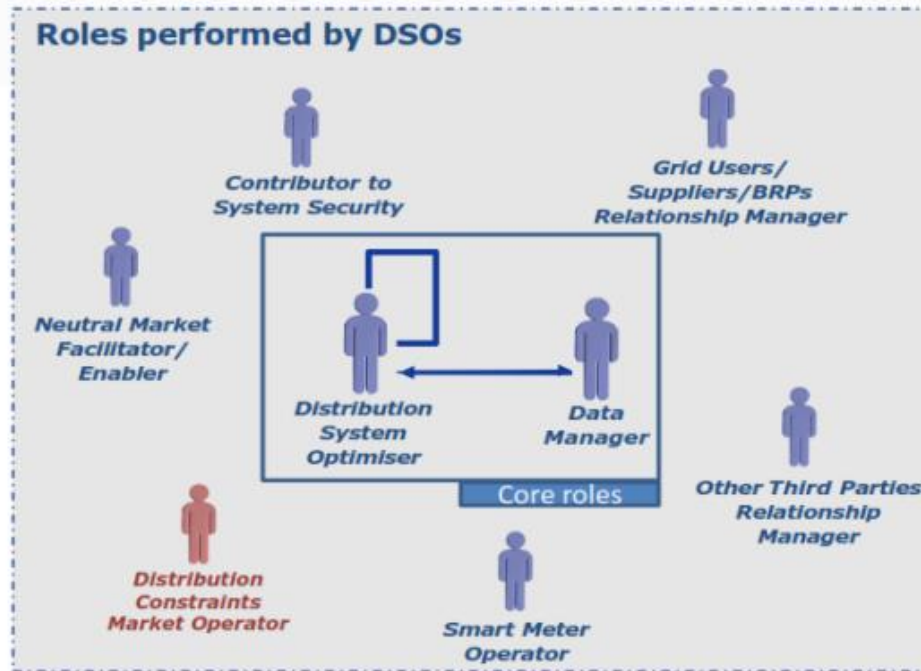 Roles performed by DSOs
Contributor to
System Security
Grid Users/
Suppliers/BRPs
Relationship Manager
Neutral Market
Facilitator/
Enabler
Distribution
System
Optimiser
Data
Manager
Core roles
Other Third Parties
Relationship
Manager
Distribution
Constraints
Market Operator
Smart Meter
Operator